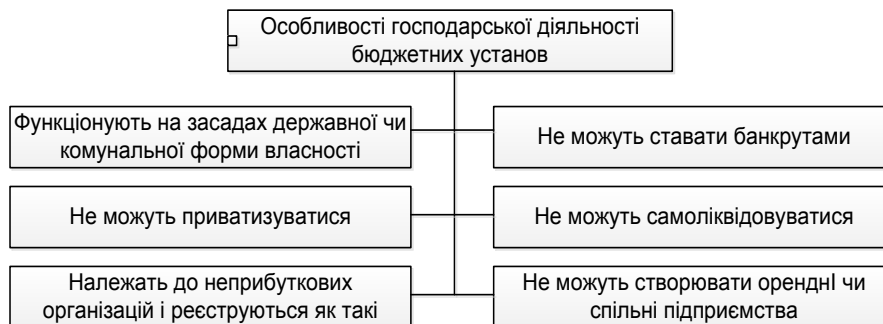 Особливості господарської діяльності
бюджетних установ
Функціонують на засадах державної чи
комунальної форми власності
Не можуть ставати банкрутами
Не можуть приватизуватися
Не можуть самоліквідовуватися
Належать до неприбуткових
організацій і реєструються як такі
Не можуть створювати оренднІ чи
спільні підприємства